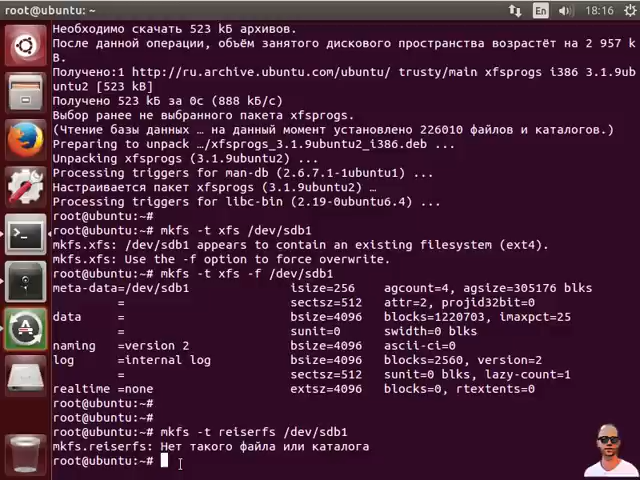 root@ubuntu: ~
En
18:16
Необходимо скачать 523 kБ архивов.
После данной операции, объём занятого дискового пространства возрастёт на 2 957 k
B.
Получено:1 http://ru.archive.ubuntu.com/ubuntu/ trusty/main xfsprogs i386 3.1.9ub
untu2 [523 kB]
Получено 523 kБ за 0с (888 kБ/c)
Выбор ранее не выбранного пакета xfsprogs.
(Чтение базы данных … на данный момент установлено 226010 файлов и каталогов.)
Preparing to unpack .../xfsprogs_3.1.9ubuntu2_i386.deb ...
Unpacking xfsprogs (3.1.9ubuntu2) ...
Processing triggers for man-db (2.6.7.1-1ubuntu1) ...
Настраивается пакет xfsprogs (3.1.9ubuntu2) …
Processing triggers for libc-bin (2.19-0ubuntu6.4) ...
root@ubuntu:~#
root@ubuntu:~# mkfs -t xfs /dev/sdb1
mkfs.xfs: /dev/sdb1 appears to contain an existing filesystem (ext4).
mkfs.xfs: Use the -f option to force overwrite.
root@ubuntu:~# mkfs -t xfs -f /dev/sdb1
meta-data=/dev/sdb1 isize=256 agcount=4, agsize=305176 blks
= sectsz=512 attr=2, projid32bit=0
data = bsize=4096 blocks=1220703, imaxpct=25
= sunit=0 swidth=0 blks
naming =version 2 bsize=4096 ascii-ci=0
log =internal log bsize=4096 blocks=2560, version=2
= sectsz=512 sunit=0 blks, lazy-count=1
realtime =none extsz=4096 blocks=0, rtextents=0
root@ubuntu:~#
root@ubuntu:~#
root@ubuntu:~# mkfs -t reiserfs /dev/sdb1
mkfs.reiserfs: Нет такого файла или каталога
root@ubuntu:~#